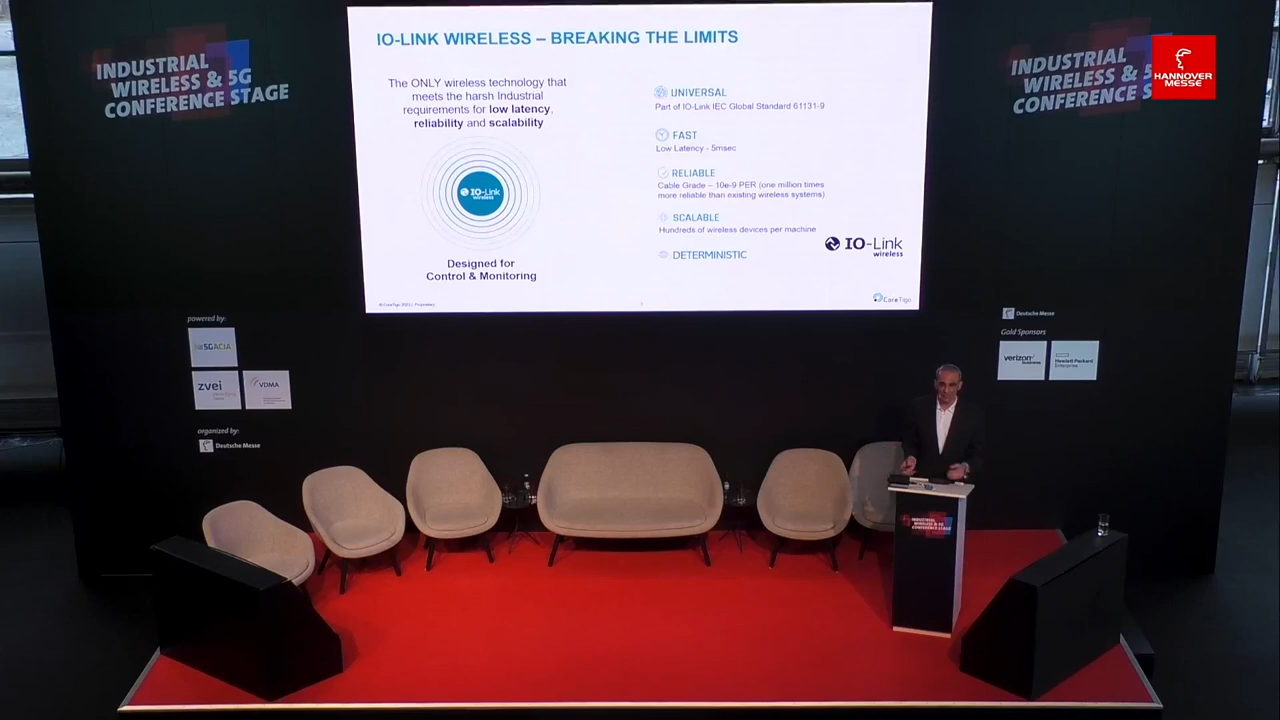 IO-LINK WIRELESS – BREAKING THE LIMITS
INDUSTRIAL
WIRELESS & 5G
CONFERENCE STAGE
The ONLY wireless technology that
meets the harsh Industrial
requirements for low latency,
reliability and scalability
IO-Link
wireless
Designed for
Control & Monitoring
© CoreTigo 2023 | Proprietary
UNIVERSAL
Part of IO-Link IEC Global Standard 61131-9
FAST
Low Latency - 5msec
RELIABLE
Cable Grade – 10e-9 PER (one million times
more reliable than existing wireless systems)
SCALABLE
Hundreds of wireless devices per machine
DETERMINISTIC
IO-Link
wireless
CoreTigo
INDUSTRIAL
WIRELESS & 5
CONFERENCE S
HANNOVER
MESSE
powered by:
5GACIA
zvei
VDMA
organized by:
Deutsche Messe
Deutsche Messe
Gold Sponsors
verizon
business
Hewlett Packard
Enterprise
INDUSTRIAL
WIRELESS & 5G
CONFERENCE STAGE